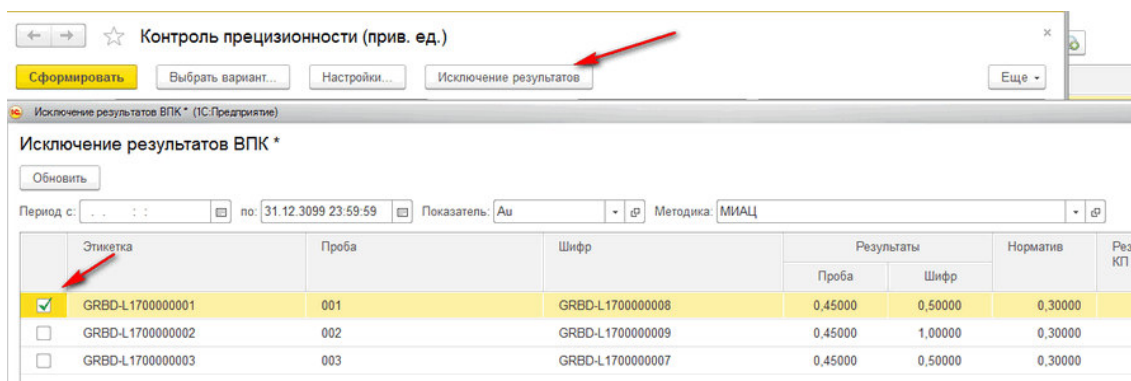 Контроль прецизионности (прив. ед.)
Сформировать Выбрать вариант... Настройки... Исключение результатов Еще
Исключение результатов ВПК * (1С:Предприятие)
Исключение результатов ВПК *
Обновить
Период с: . . : : по: 31.12.3099 23:59:59 Показатель: Au Методика: МИАЦ
Этикетка Проба Шифр Результаты Норматив Рез
КП
Проба Шифр
GRBD-L1700000001 001 GRBD-L1700000008 0,45000 0,50000 0,30000
GRBD-L1700000002 002 GRBD-L1700000009 0,45000 1,00000 0,30000
GRBD-L1700000003 003 GRBD-L1700000007 0,45000 0,50000 0,30000